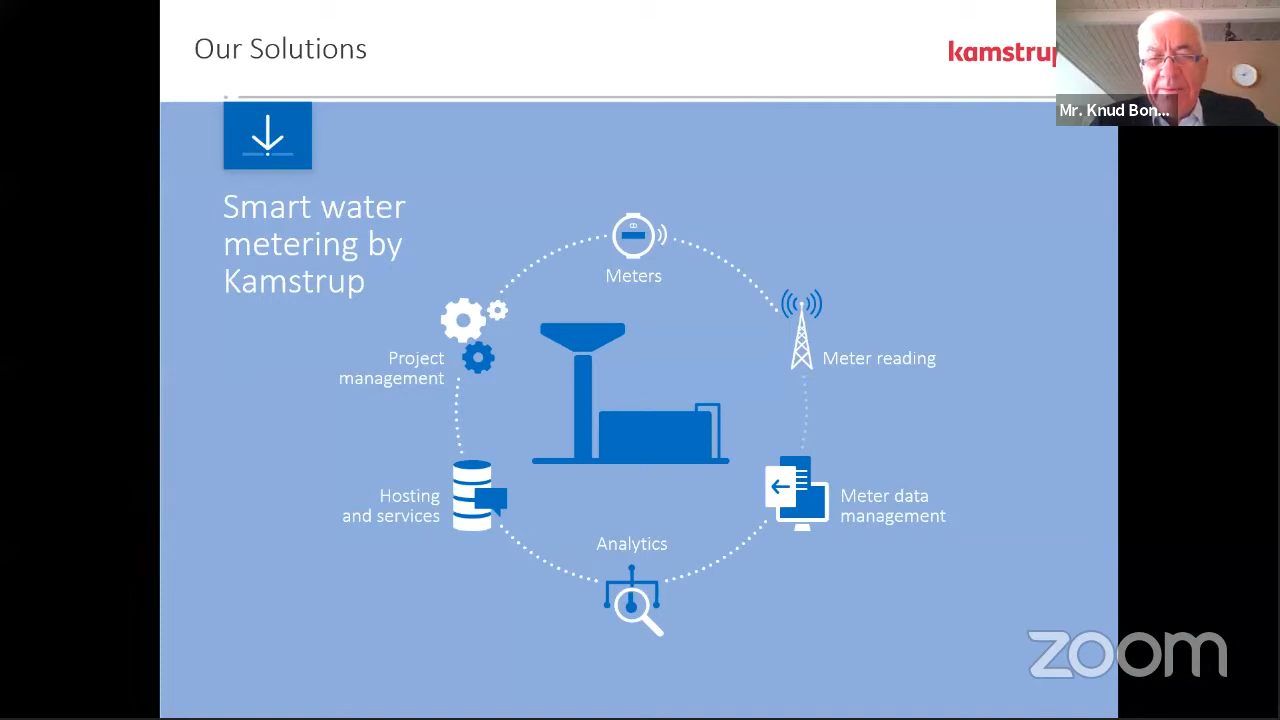 Our Solutions
kamstrup
Mr. Knud Bon...
Smart water
metering by
Kamstrup
Meters
Meter reading
Project
management
Hosting
and services
Meter data
management
Analytics
zoom